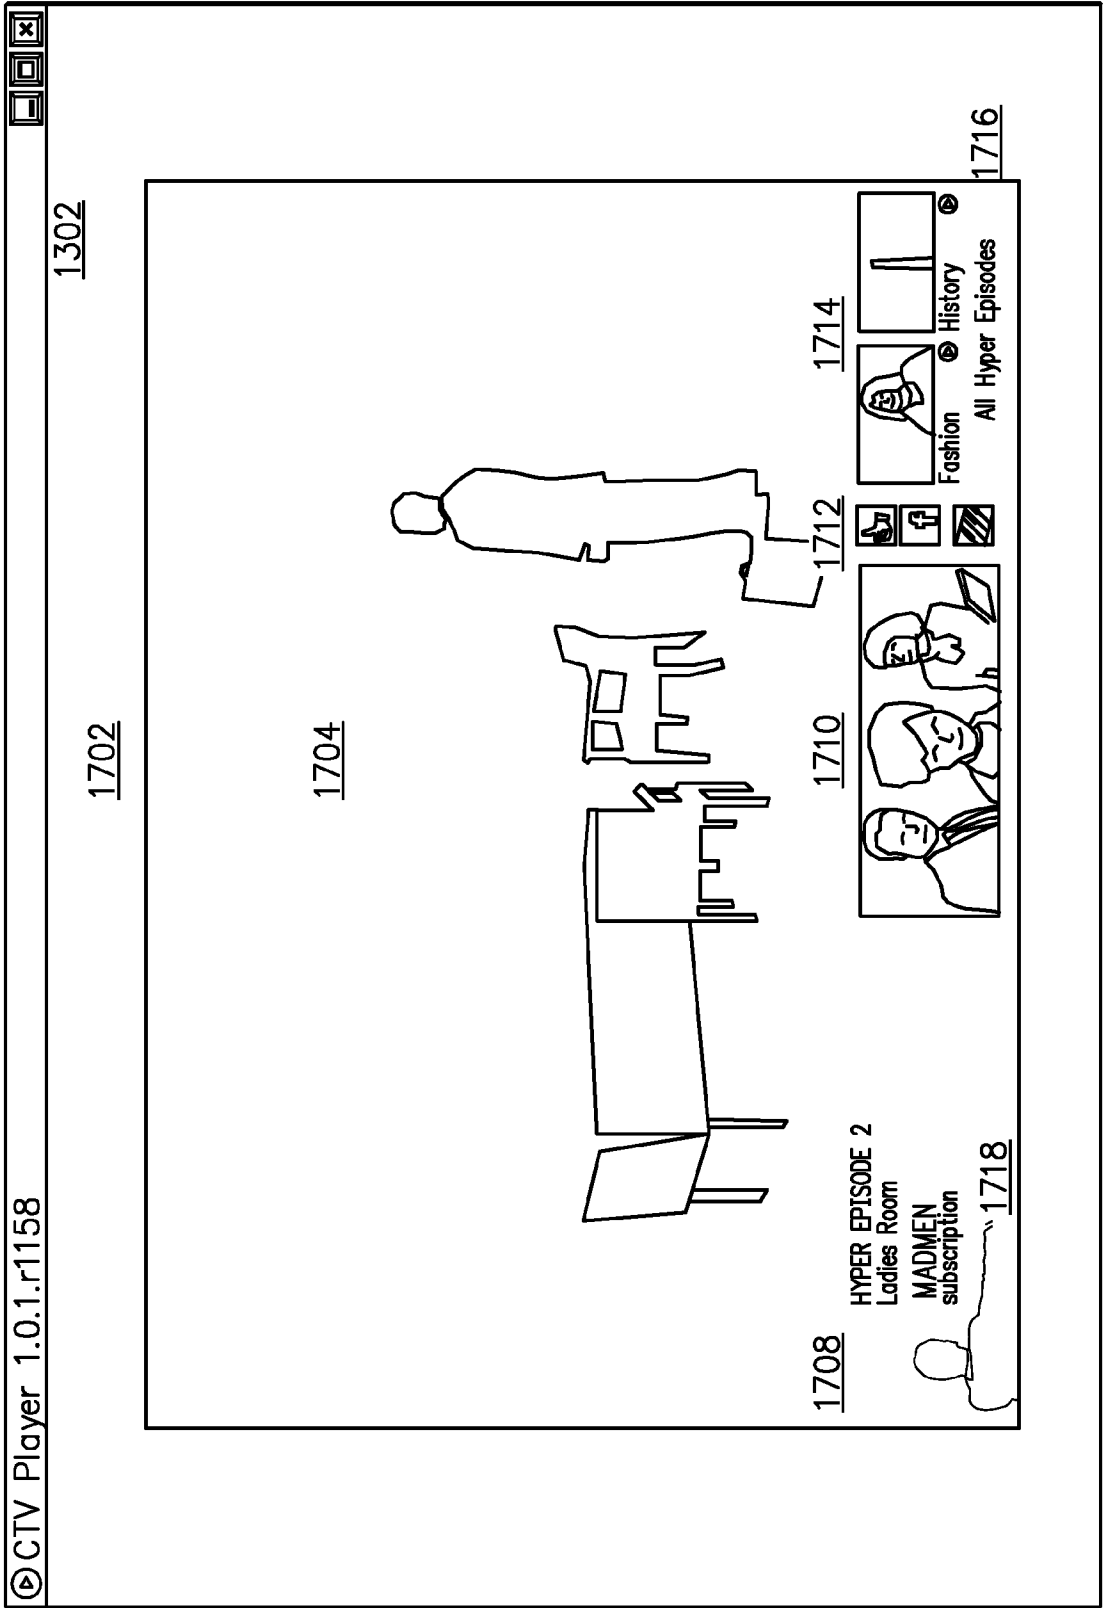 CTV Player 1.0.1.r1158
1302
1702
1704
1708
1710
1712
1714
HYPER EPISODE 2
Ladies Room
MADMEN
subscription
1718
f
Fashion
History
All Hyper Episodes
1716